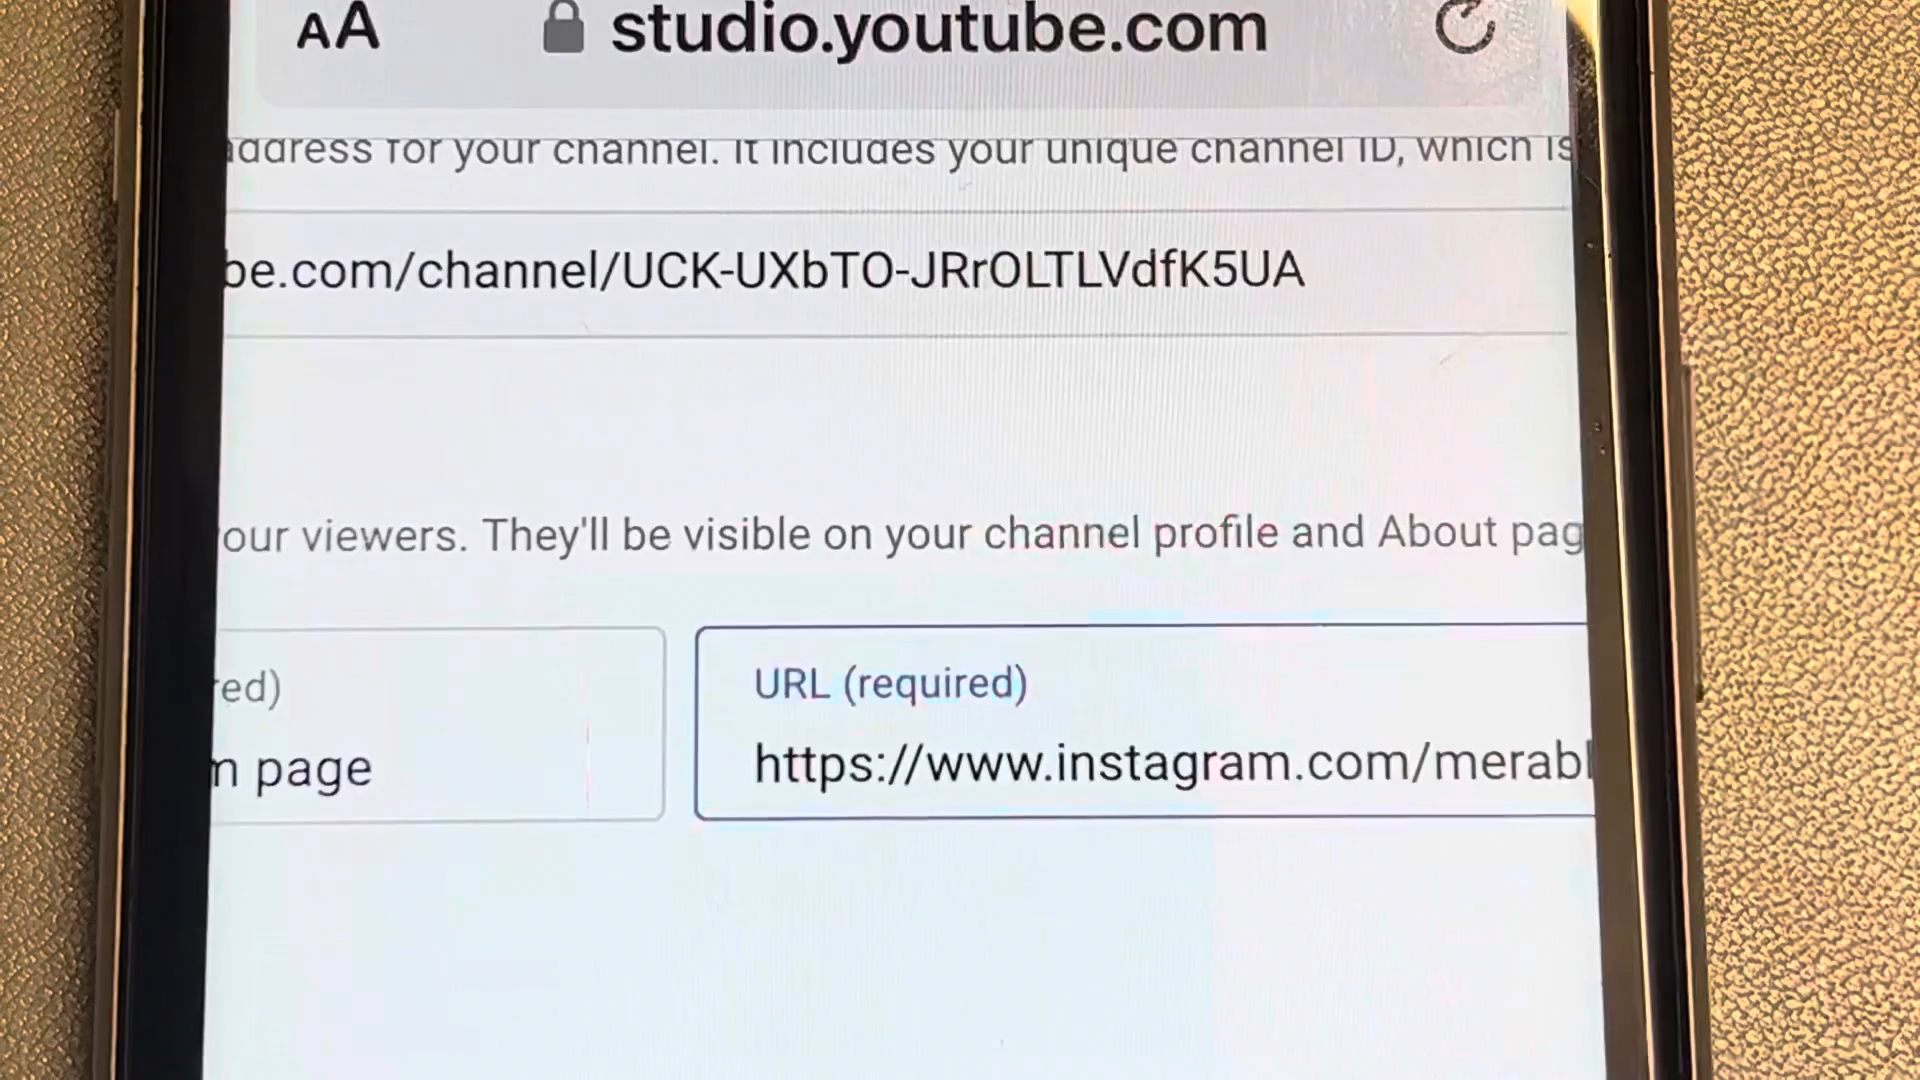 AA studio.youtube.com
address for your channel. It includes your unique channel ID, which is
be.com/channel/UCK-UXbTO-JRrOLTLVdfK5UA
our viewers. They'll be visible on your channel profile and About pag
red) URL (required)
n page https://www.instagram.com/merabl